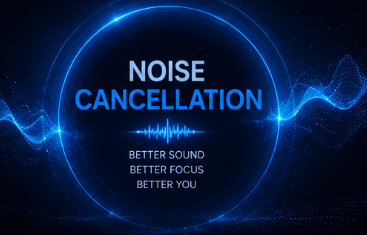 NOISE
CANCELLATION
BETTER SOUND
BETTER FOCUS
BETTER YOU